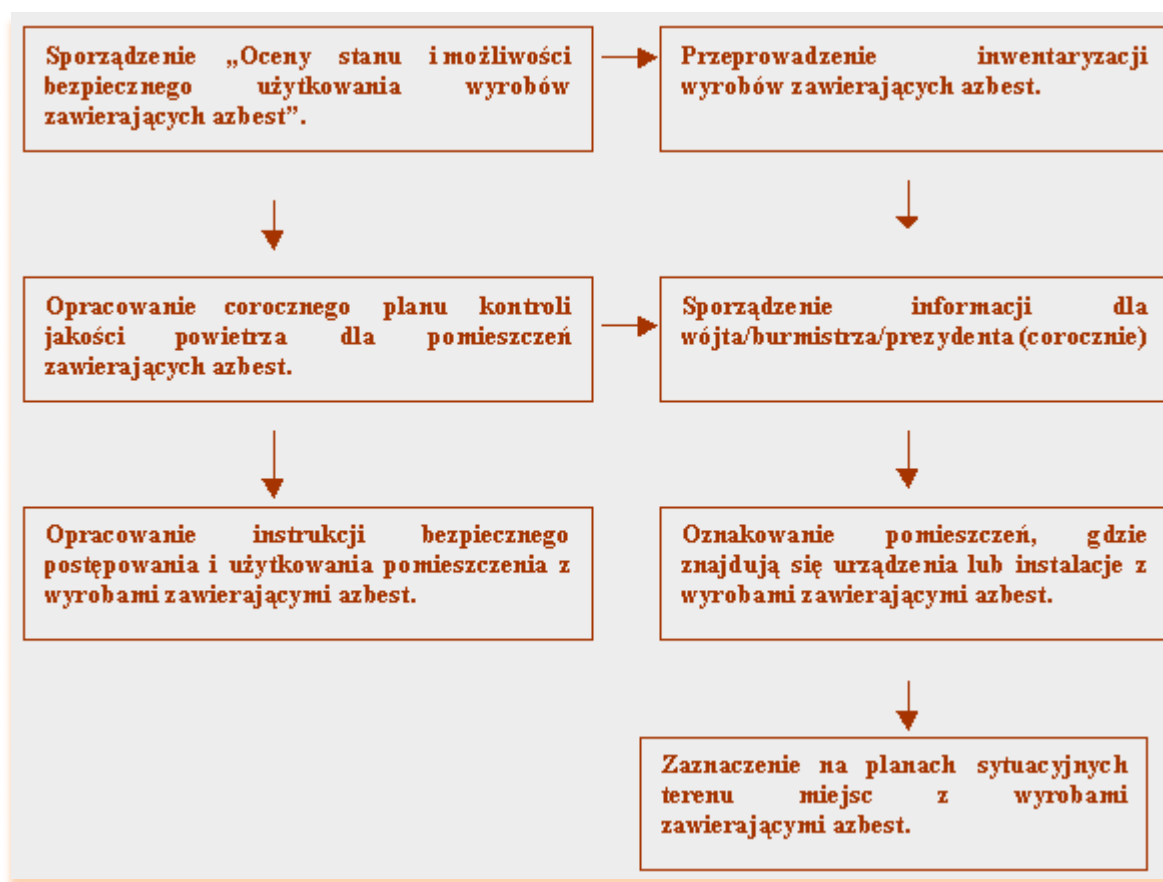 Sporządzenie „Oceny stanu i możliwości
bezpiecznego użytkowania wyrobów
zawierających azbest”.
Przeprowadzenie inwentaryzacji
wyrobów zawierających azbest.
Opracowanie corocznego planu kontroli
jakości powietrza dla pomieszczeń
zawierających azbest.
Sporządzenie informacji dla
wójta/burmistrza/prezydenta (corocznie)
Opracowanie instrukcji bezpiecznego
postępowania i użytkowania pomieszczenia z
wyrobami zawierającymi azbest.
Oznakowanie pomieszczeń, gdzie
znajdują się urządzenia lub instalacje z
wyrobami zawierającymi azbest.
Zaznaczenie na planach sytuacyjnych
terenu miejsc z wyrobami
zawierającymi azbest.